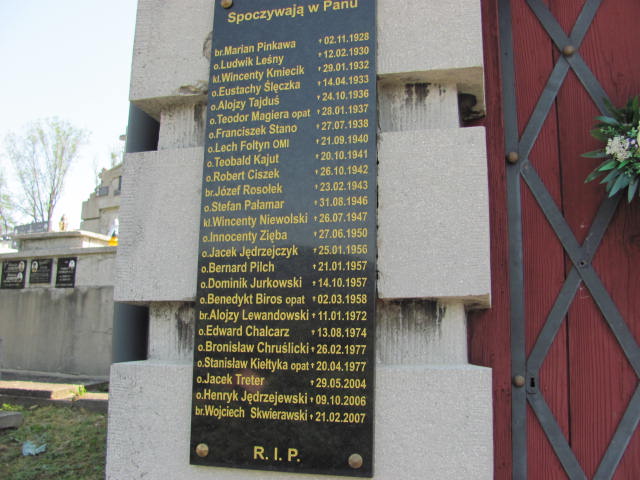 Spoczywają w Panu
br.Marian Pinkawa ✝02.11.1928
o.Ludwik Leśny ✝12.02.1930
kl.Wincenty Kmiecik ✝29.01.1932
o.Eustachy Ślęczka ✝14.04.1933
o.Alojzy Tajduś ✝24.10.1936
o.Teodor Magiera opat ✝28.01.1937
o.Franciszek Stano ✝27.07.1938
o.Lech Fołtyn OMI ✝21.09.1940
o.Teobald Kajut ✝20.10.1941
o.Robert Ciszek ✝26.10.1942
br.Józef Rosołek ✝23.02.1943
o.Stefan Pałamar ✝31.08.1946
kl.Wincenty Niewolski ✝26.07.1947
o.Innocenty Zięba ✝27.06.1950
o.Jacek Jędrzejczyk ✝25.01.1956
o.Bernard Pilch ✝21.01.1957
o.Dominik Jurkowski ✝14.10.1957
o.Benedykt Biros opat ✝02.03.1958
br.Alojzy Lewandowski ✝11.01.1972
o.Edward Chalcarz ✝13.08.1974
o.Bronisław Chruślicki ✝26.02.1977
o.Stanisław Kiełtyka opat ✝20.04.1977
o.Jacek Treter ✝29.05.2004
o.Henryk Jędrzejewski ✝09.10.2006
br.Wojciech Skwierawski ✝21.02.2007
R. I. P.